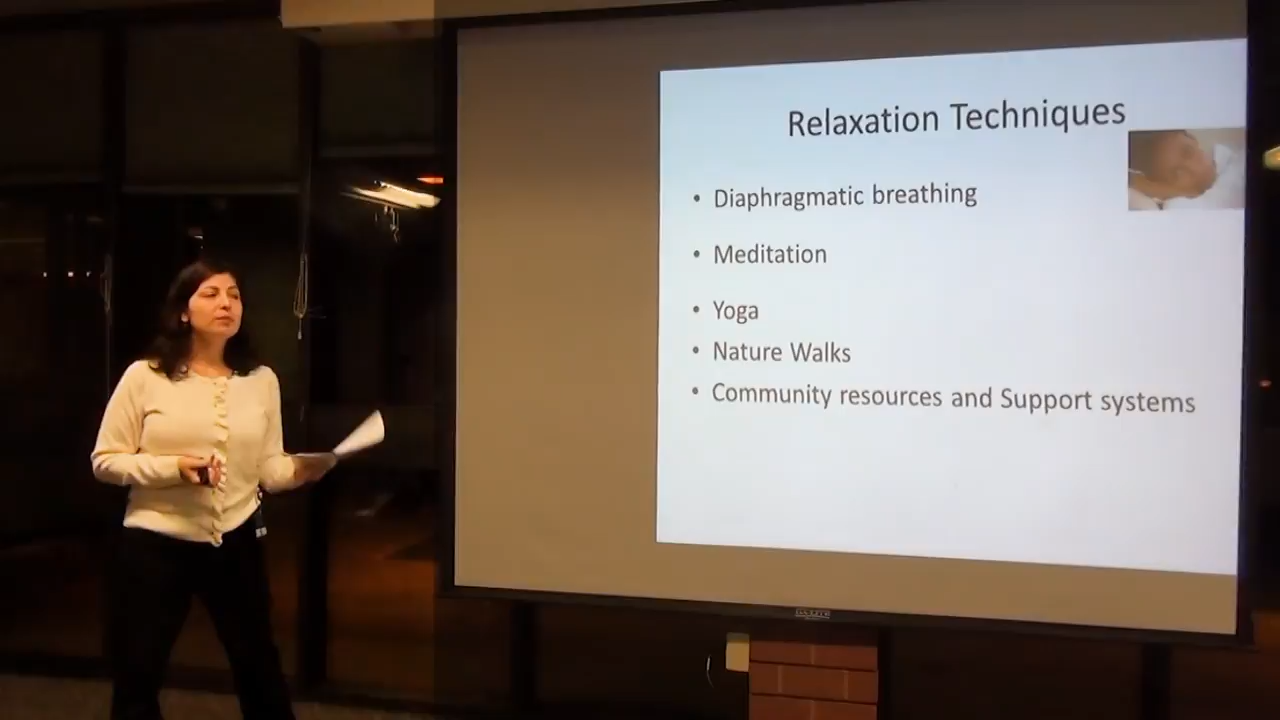 Relaxation Techniques
• Diaphragmatic breathing
• Meditation
• Yoga
• Nature Walks
• Community resources and Support systems